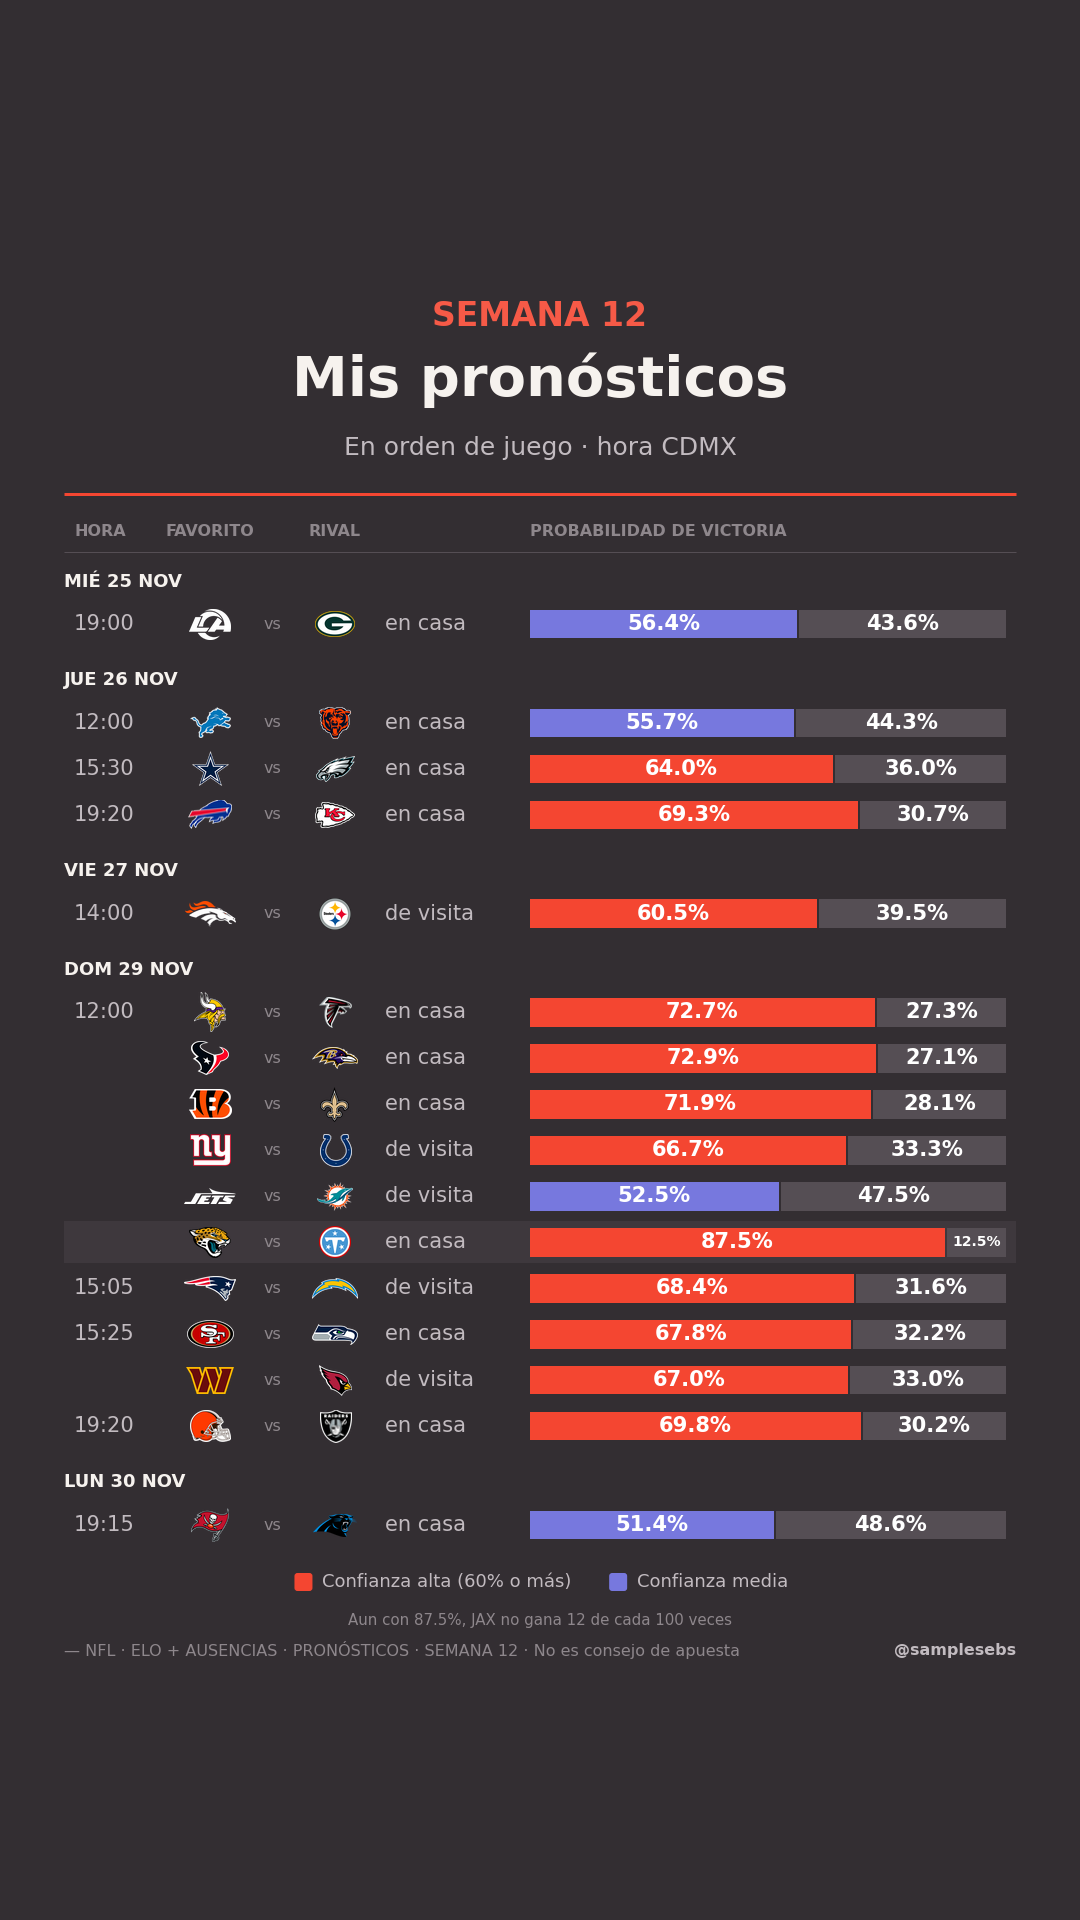 SEMANA 12
Mis pronósticos
En orden de juego · hora CDMX
HORA FAVORITO RIVAL PROBABILIDAD DE VICTORIA
MIÉ 25 NOV
19:00 LA vs G en casa 56.4% 43.6%
JUE 26 NOV
12:00 vs en casa 55.7% 44.3%
15:30 vs en casa 64.0% 36.0%
19:20 vs KC en casa 69.3% 30.7%
VIE 27 NOV
14:00 vs Steelers de visita 60.5% 39.5%
DOM 29 NOV
12:00 vs en casa 72.7% 27.3%
vs en casa 72.9% 27.1%
B vs en casa 71.9% 28.1%
ny vs de visita 66.7% 33.3%
JETS vs de visita 52.5% 47.5%
vs en casa 87.5% 12.5%
15:05 vs de visita 68.4% 31.6%
15:25 SF vs en casa 67.8% 32.2%
W vs de visita 67.0% 33.0%
19:20 vs RAIDERS en casa 69.8% 30.2%
LUN 30 NOV
19:15 vs en casa 51.4% 48.6%
Confianza alta (60% o más) Confianza media
Aun con 87.5%, JAX no gana 12 de cada 100 veces
— NFL · ELO + AUSENCIAS · PRONÓSTICOS · SEMANA 12 · No es consejo de apuesta @samplesebs